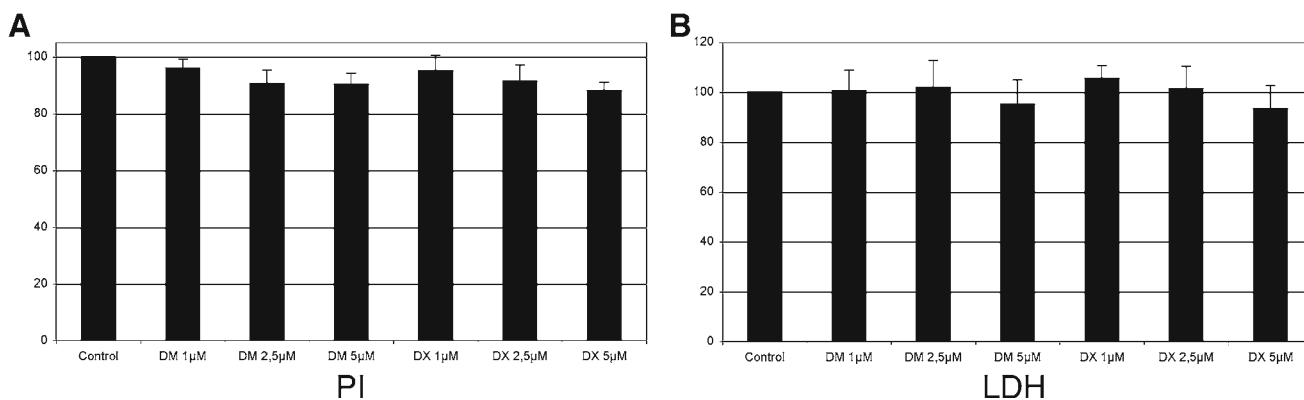 A
100
80
60
40
20
0
Control DM 1µM DM 2,5µM DM 5µM DX 1µM DX 2,5µM DX 5µM
PI
B
120
100
80
60
40
20
0
Control DM 1µM DM 2,5µM DM 5µM DX 1µM DX 2,5µM DX 5µM
LDH